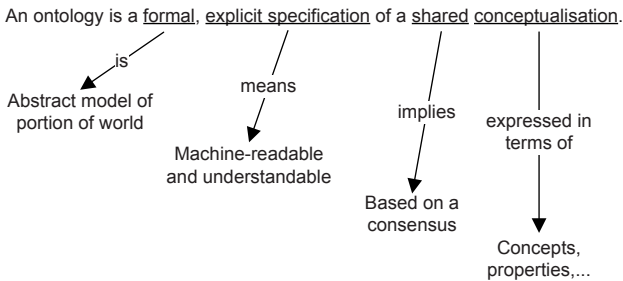 An ontology is a formal, explicit specification of a shared conceptualisation.
is
Abstract model of
portion of world
means
Machine-readable
and understandable
implies
Based on a
consensus
expressed in
terms of
Concepts,
properties,...